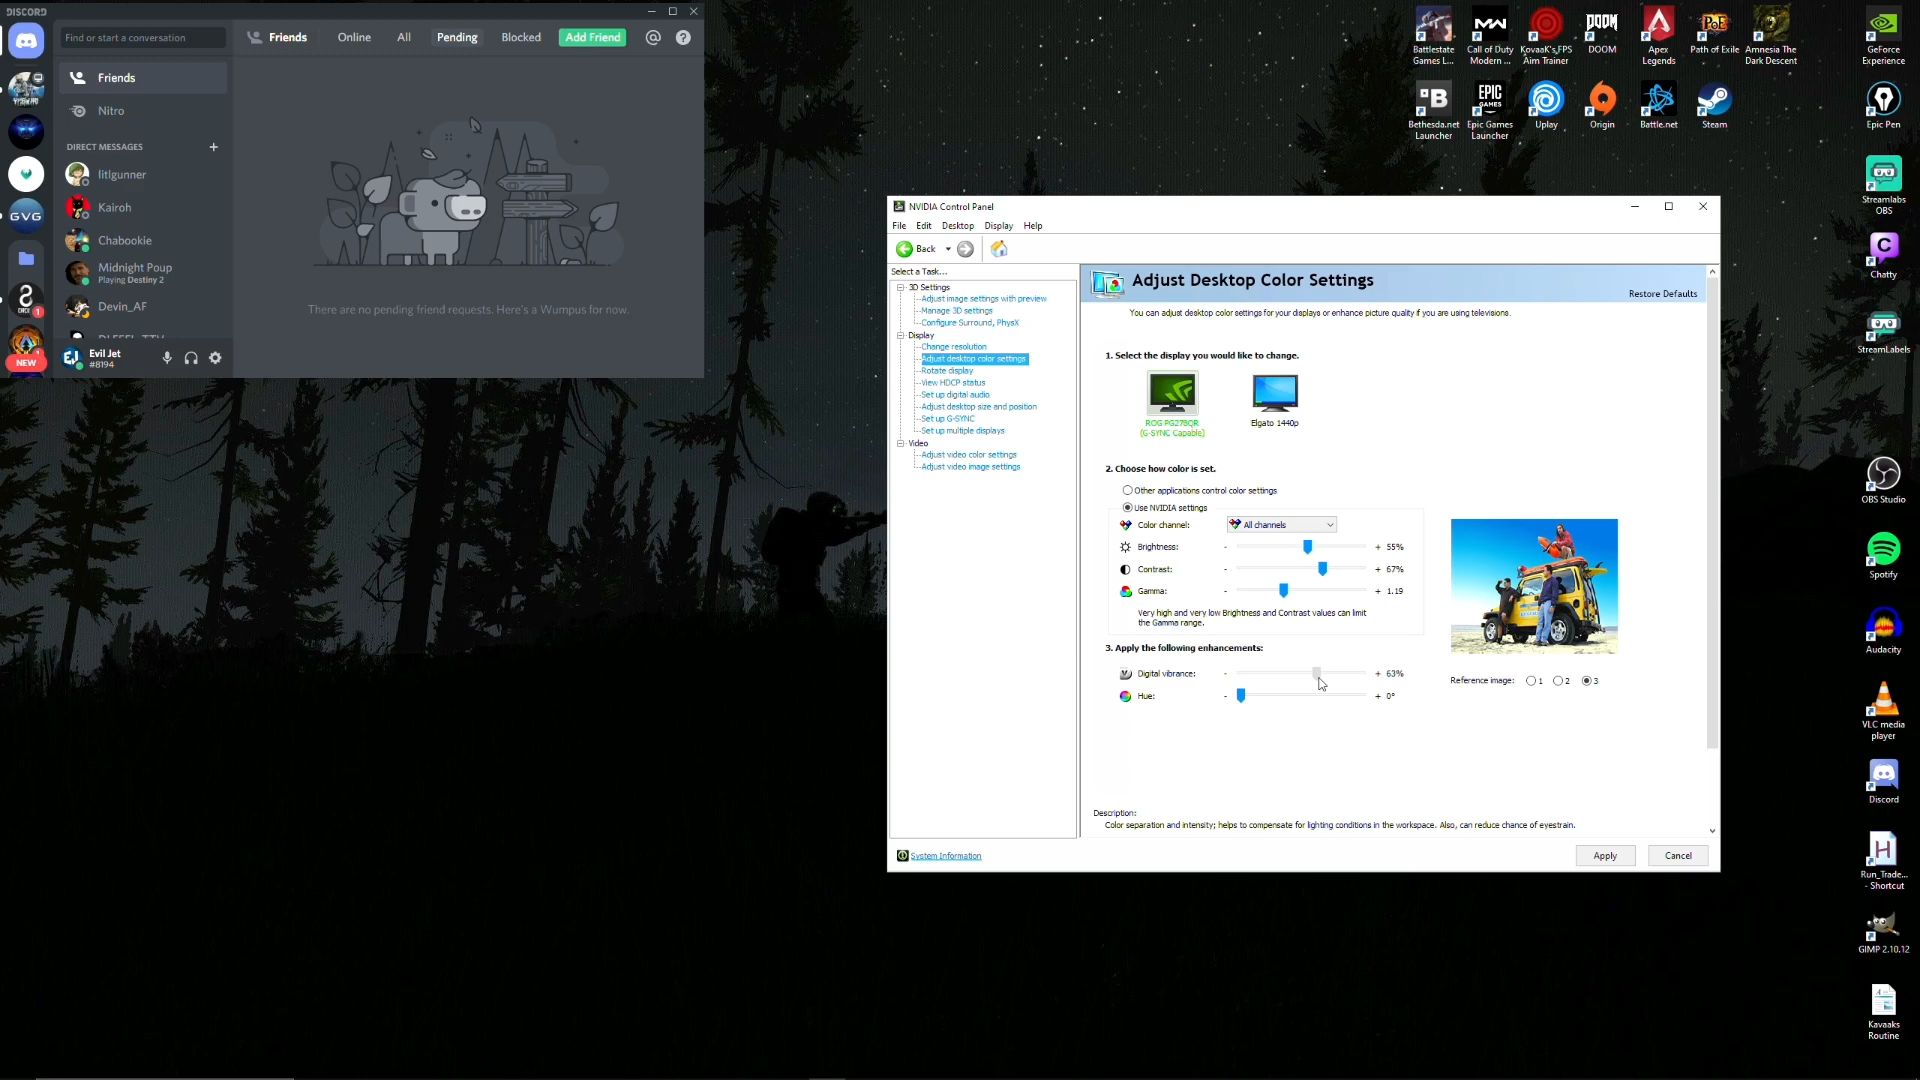 DISCORD
Find or start a conversation
Friends
Online
All
Pending
Blocked
Add Friend
Friends
Nitro
DIRECT MESSAGES
litlgunner
Kairoh
Chabookie
Midnight Poup
Playing Destiny 2
Devin_AF
Evil Jet
#8194
GVG
1
NEW
There are no pending friend requests. Here's a Wumpus for now.
Battlestate
Games L...
Call of Duty
Modern ...
KovaaK's FPS
Aim Trainer
DOOM
Apex
Legends
Path of Exile
Amnesia The
Dark Descent
GeForce
Experience
Bethesda.net
Launcher
Epic Games
Launcher
Uplay
Origin
Battle.net
Steam
Epic Pen
Streamlabs
OBS
Chatty
StreamLabels
OBS Studio
Spotify
Audacity
VLC media
player
Discord
Run_Trade...
- Shortcut
GIMP 2.10.12
Kavaaks
Routine
NVIDIA Control Panel
File
Edit
Desktop
Display
Help
Back
Select a Task...
3D Settings
Adjust image settings with preview
Manage 3D settings
Configure Surround, PhysX
Display
Change resolution
Adjust desktop color settings
Rotate display
View HDCP status
Set up digital audio
Adjust desktop size and position
Set up G-SYNC
Set up multiple displays
Video
Adjust video color settings
Adjust video image settings
System Information
Adjust Desktop Color Settings
Restore Defaults
You can adjust desktop color settings for your displays or enhance picture quality if you are using televisions.
1. Select the display you would like to change.
ROG PG278QR
(G-SYNC Capable)
Elgato 1440p
2. Choose how color is set.
Other applications control color settings
Use NVIDIA settings
Color channel:
All channels
Brightness:
- + 55%
Contrast:
- + 67%
Gamma:
- + 1.19
Very high and very low Brightness and Contrast values can limit
the Gamma range.
3. Apply the following enhancements:
Digital vibrance:
- + 63%
Hue:
- + 0°
Reference image:
1
2
3
Description:
Color separation and intensity; helps to compensate for lighting conditions in the workspace. Also, can reduce chance of eyestrain.
Apply
Cancel